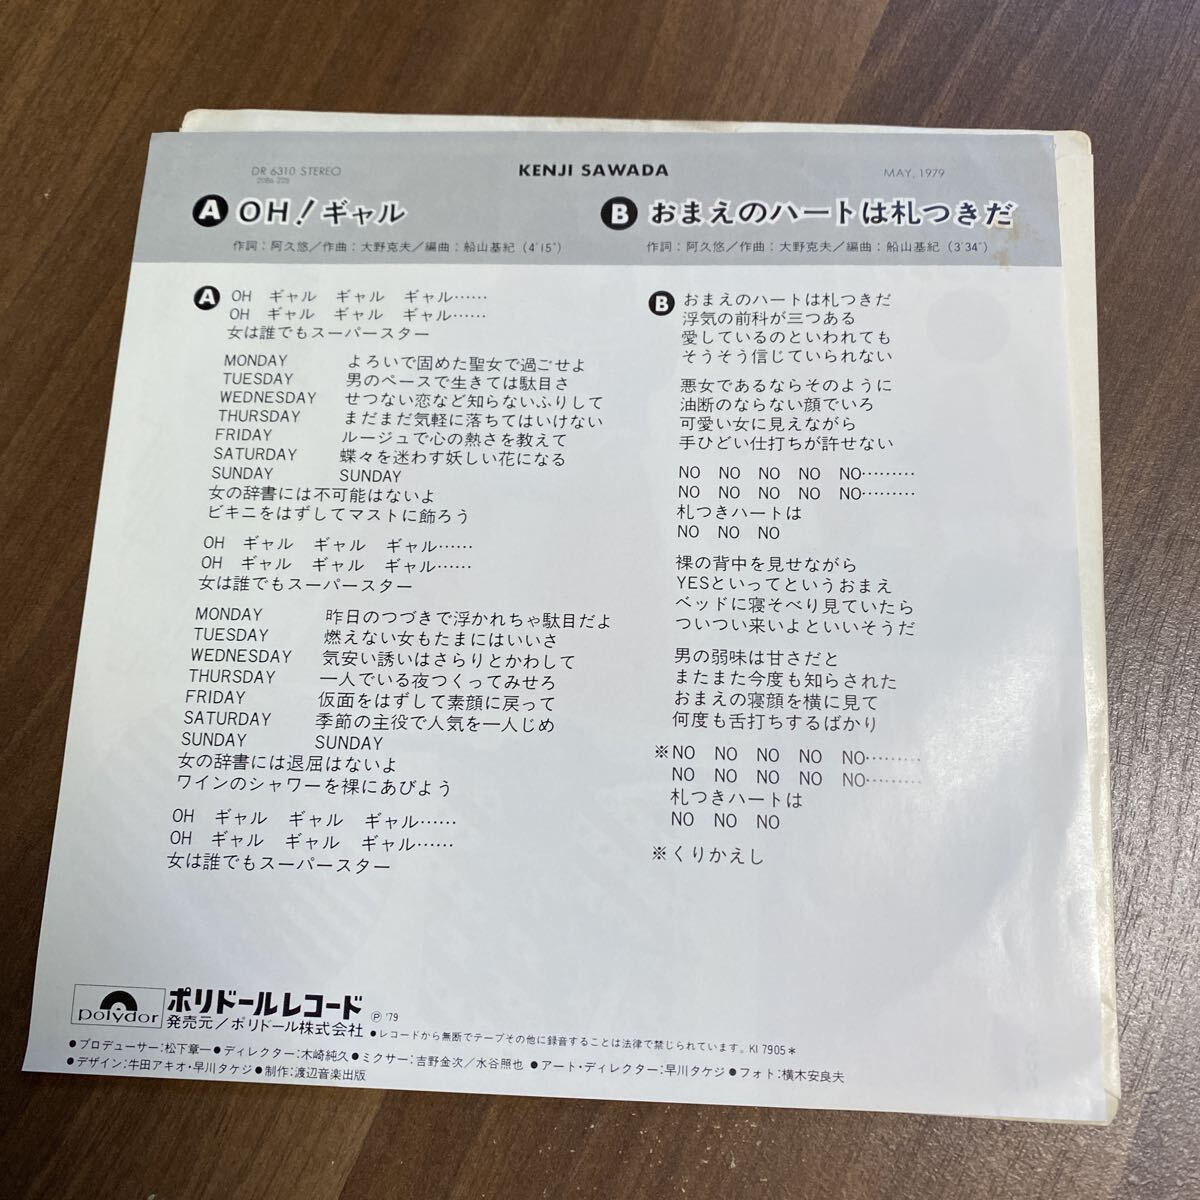 DR 6310 STEREO
2086-228
KENJI SAWADA
MAY, 1979
A OH!ギャル
作詞：阿久悠／作曲：大野克夫／編曲：船山基紀（4'15"）
B おまえのハートは札つきだ
作詞：阿久悠／作曲：大野克夫／編曲：船山基紀（3'34"）
A OH ギャル ギャル ギャル……
OH ギャル ギャル ギャル……
女は誰でもスーパースター
MONDAY よろいで固めた聖女で過ごせよ
TUESDAY 男のペースで生きては駄目さ
WEDNESDAY せつない恋など知らないふりして
THURSDAY まだまだ気軽に落ちてはいけない
FRIDAY ルージュで心の熱さを教えて
SATURDAY 蝶々を迷わす妖しい花になる
SUNDAY SUNDAY
女の辞書には不可能はないよ
ビキニをはずしてマストに飾ろう
OH ギャル ギャル ギャル……
OH ギャル ギャル ギャル……
女は誰でもスーパースター
MONDAY 昨日のつづきで浮かれちゃ駄目だよ
TUESDAY 燃えない女もたまにはいいさ
WEDNESDAY 気安い誘いはさらりとかわして
THURSDAY 一人でいる夜つくってみせろ
FRIDAY 仮面をはずして素顔に戻って
SATURDAY 季節の主役で人気を一人じめ
SUNDAY SUNDAY
女の辞書には退屈はないよ
ワインのシャワーを裸にあびよう
OH ギャル ギャル ギャル……
OH ギャル ギャル ギャル……
女は誰でもスーパースター
B おまえのハートは札つきだ
浮気の前科が三つある
愛しているのといわれても
そうそう信じていられない
悪女であるならそのように
油断のならない顔でいろ
可愛い女に見えながら
手ひどい仕打ちが許せない
NO NO NO NO NO………
NO NO NO NO NO………
札つきハートは
NO NO NO
裸の背中を見せながら
YESといってというおまえ
ベッドに寝そべり見ていたら
ついつい来いよといいそうだ
男の弱味は甘さだと
またまた今度も知らされた
おまえの寝顔を横に見て
何度も舌打ちするばかり
※NO NO NO NO NO………
NO NO NO NO NO………
札つきハートは
NO NO NO
※くりかえし
polydor
ポリドールレコード
発売元／ポリドール株式会社
Ⓟ '79
●レコードから無断でテープその他に録音することは法律で禁じられています。KI 7905＊
●プロデューサー：松下章一●ディレクター：木崎純久●ミクサー：吉野金次／水谷照也●アート・ディレクター：早川タケジ●フォト：横木安良夫
●デザイン：牛田アキオ・早川タケジ●制作：渡辺音楽出版